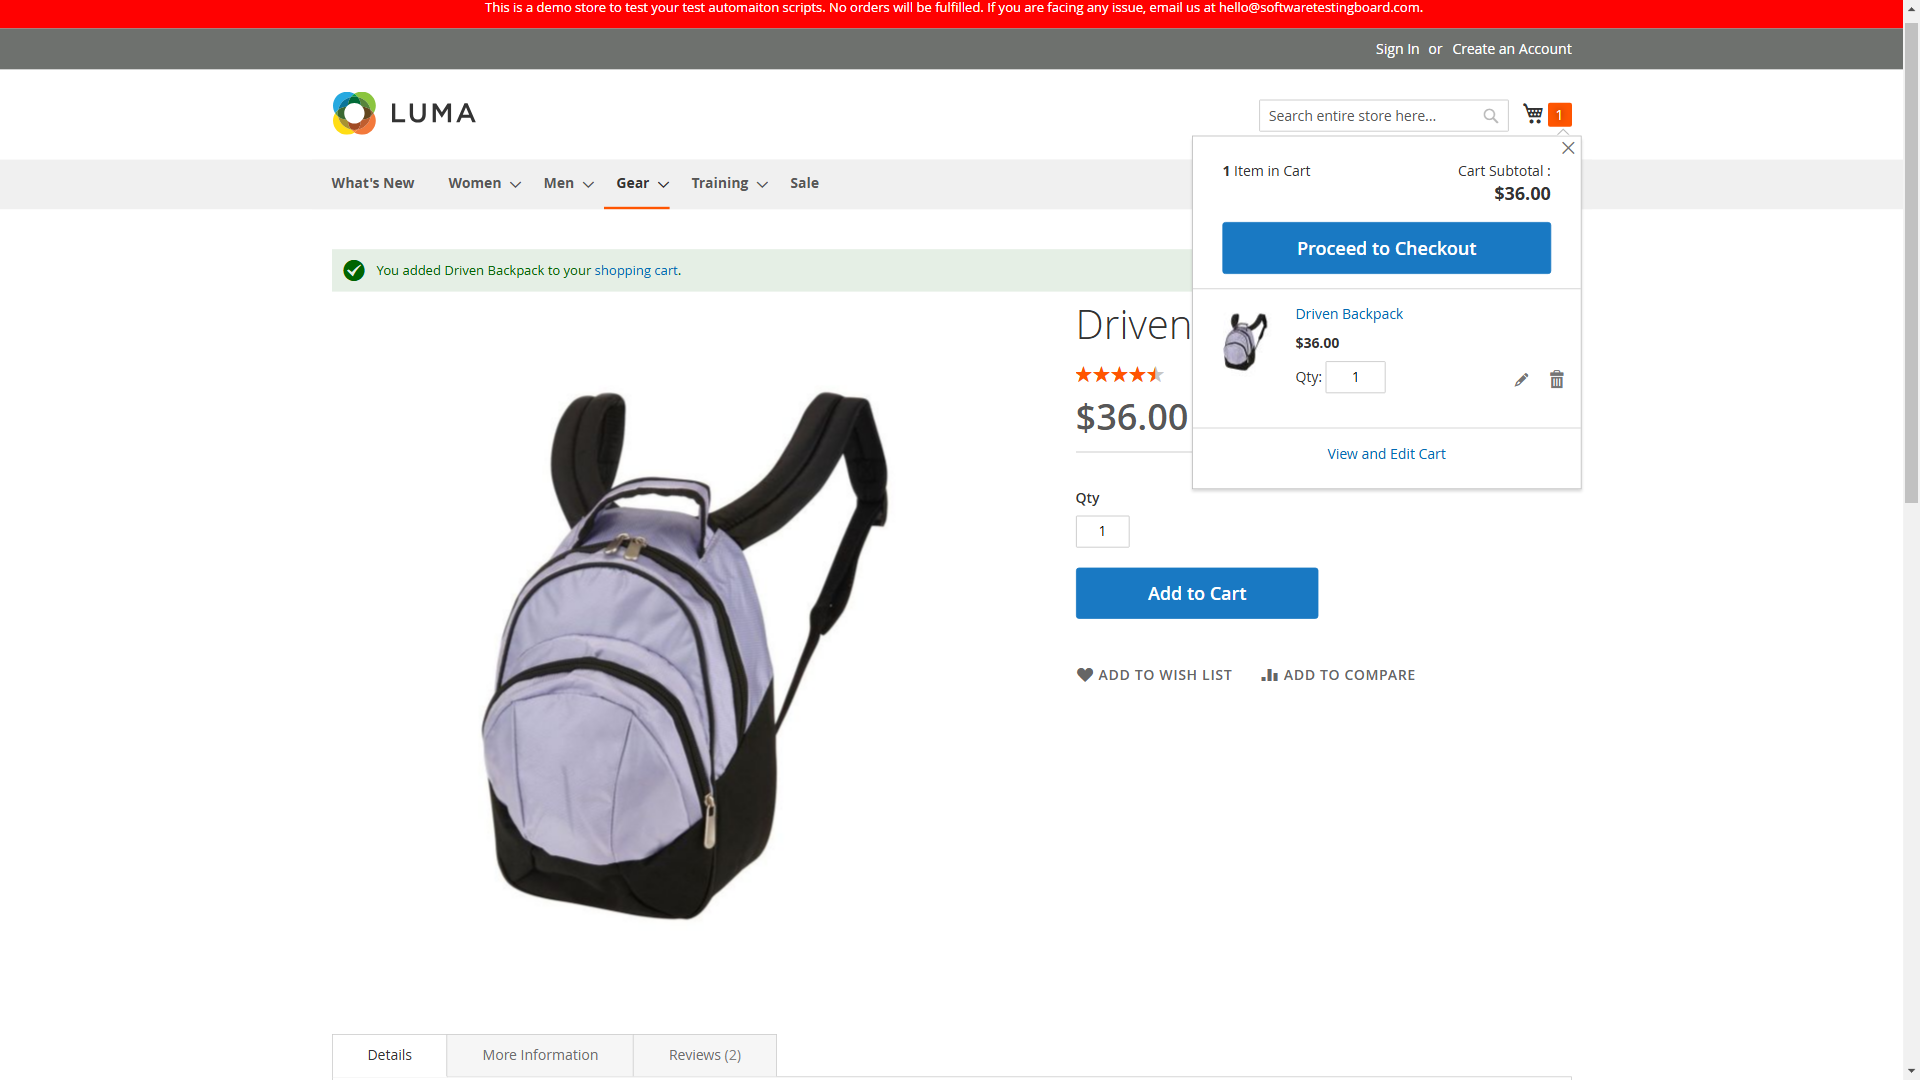 This is a demo store to test your test automaiton scripts. No orders will be fulfilled. If you are facing any issue, email us at hello@softwaretestingboard.com.
Sign In or Create an Account
LUMA
Search entire store here...
1
What's New
Women
Men
Gear
Training
Sale
1 Item in Cart
Cart Subtotal :
$36.00
Proceed to Checkout
Driven Backpack
$36.00
Qty: 1
View and Edit Cart
You added Driven Backpack to your shopping cart.
Driven
$36.00
Qty
1
Add to Cart
ADD TO WISH LIST
ADD TO COMPARE
Details
More Information
Reviews (2)